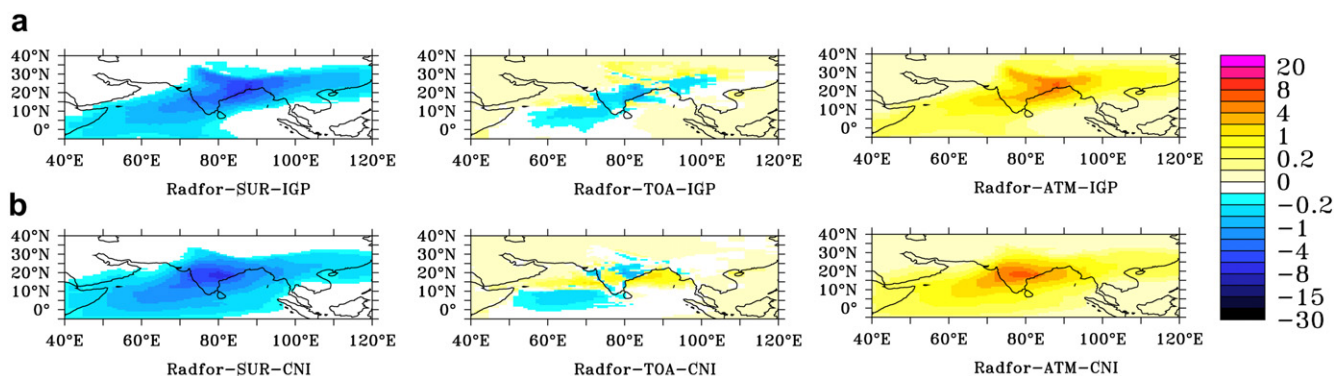 a
40°N
30°N
20°N
10°N
0°
40°E 60°E 80°E 100°E 120°E
Radfor-SUR-IGP
40°N
30°N
20°N
10°N
0°
40°E 60°E 80°E 100°E 120°E
Radfor-TOA-IGP
40°N
30°N
20°N
10°N
0°
40°E 60°E 80°E 100°E 120°E
Radfor-ATM-IGP
b
40°N
30°N
20°N
10°N
0°
40°E 60°E 80°E 100°E 120°E
Radfor-SUR-CNI
40°N
30°N
20°N
10°N
0°
40°E 60°E 80°E 100°E 120°E
Radfor-TOA-CNI
40°N
30°N
20°N
10°N
0°
40°E 60°E 80°E 100°E 120°E
Radfor-ATM-CNI
20
8
4
1
0.2
0
-0.2
-1
-4
-8
-15
-30